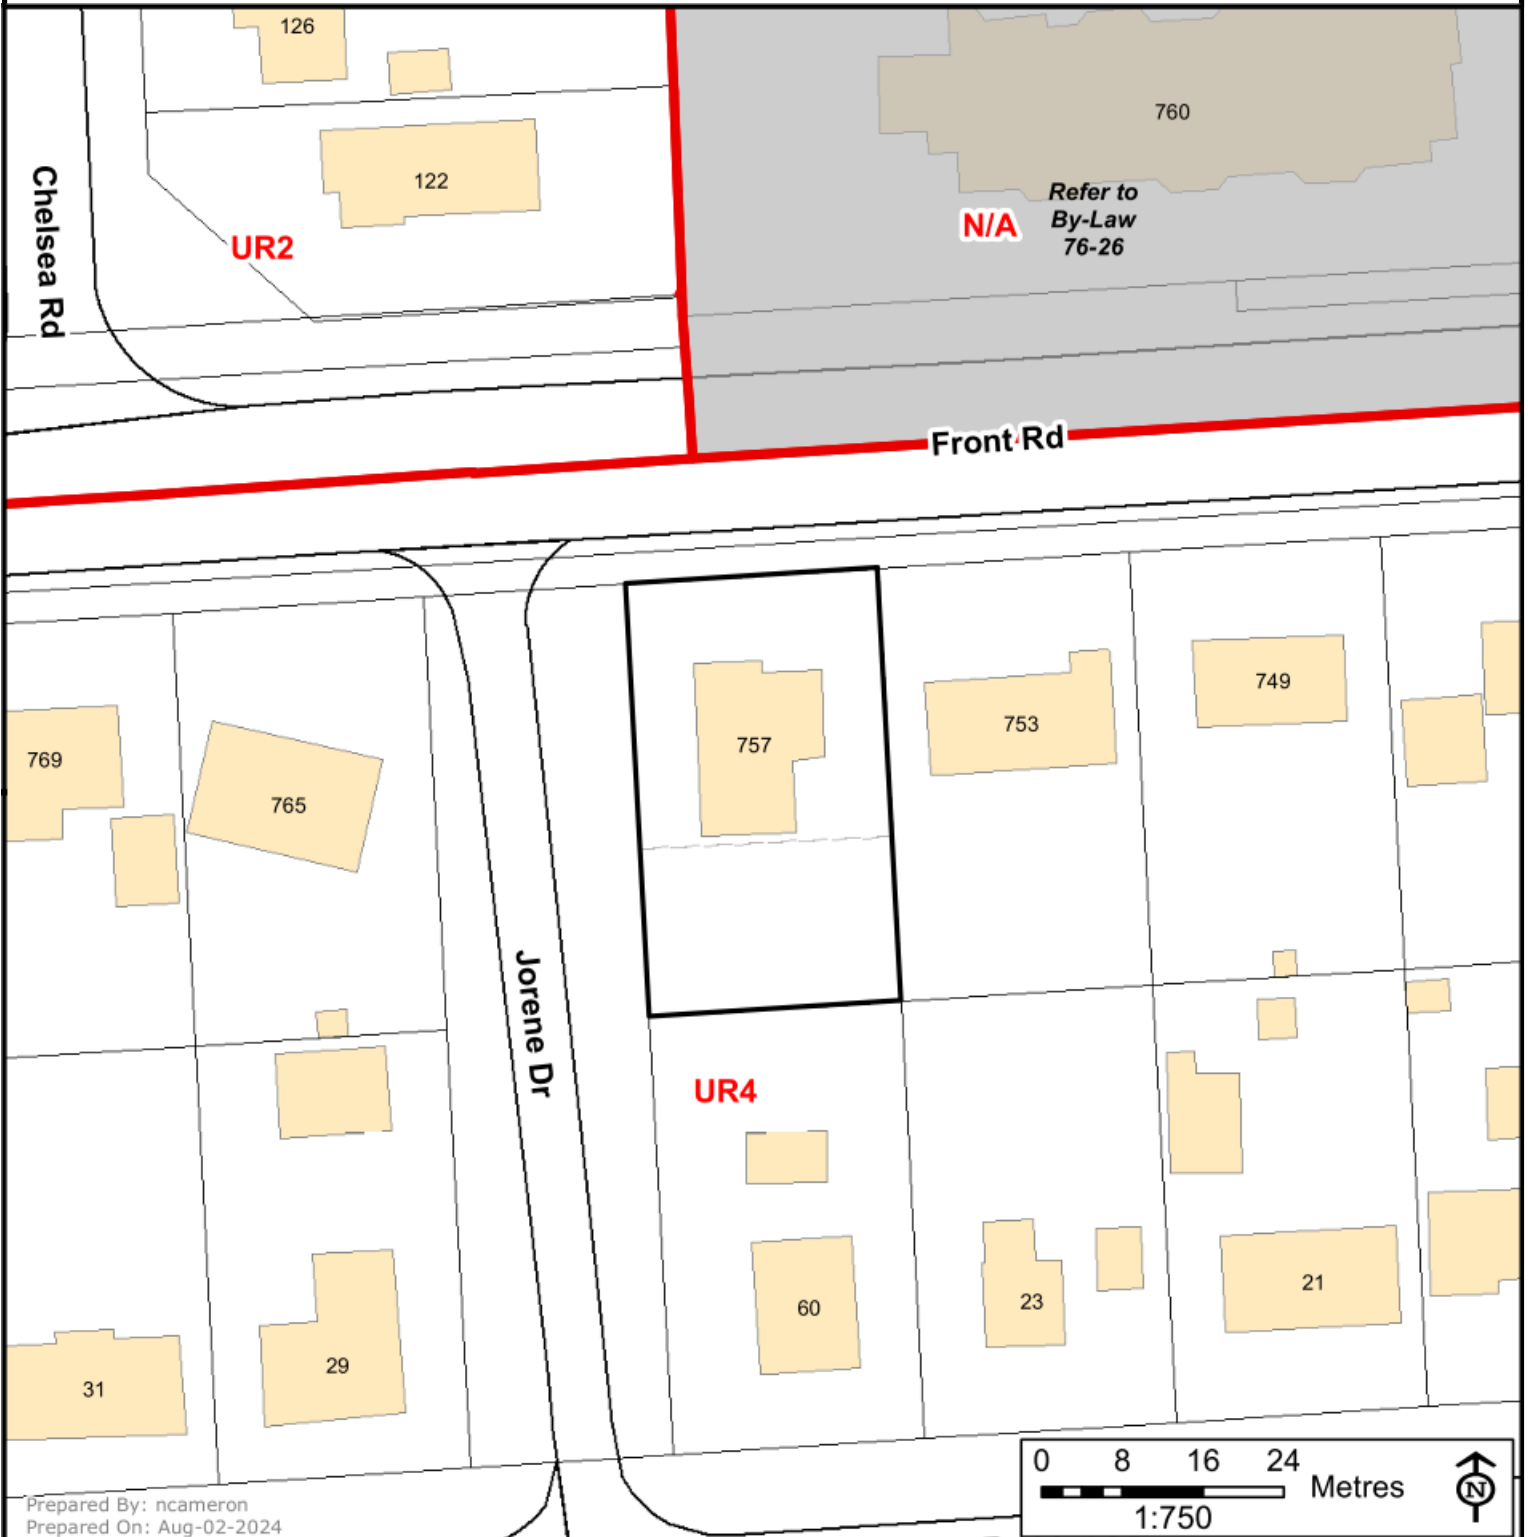 126
760
122
Chelsea Rd
UR2
N/A
Refer to
By-Law
76-26
Front Rd
749
753
757
769
765
Jorene Dr
UR4
21
23
60
29
31
0 8 16 24
Metres
1:750
N
Prepared By: ncameron
Prepared On: Aug-02-2024